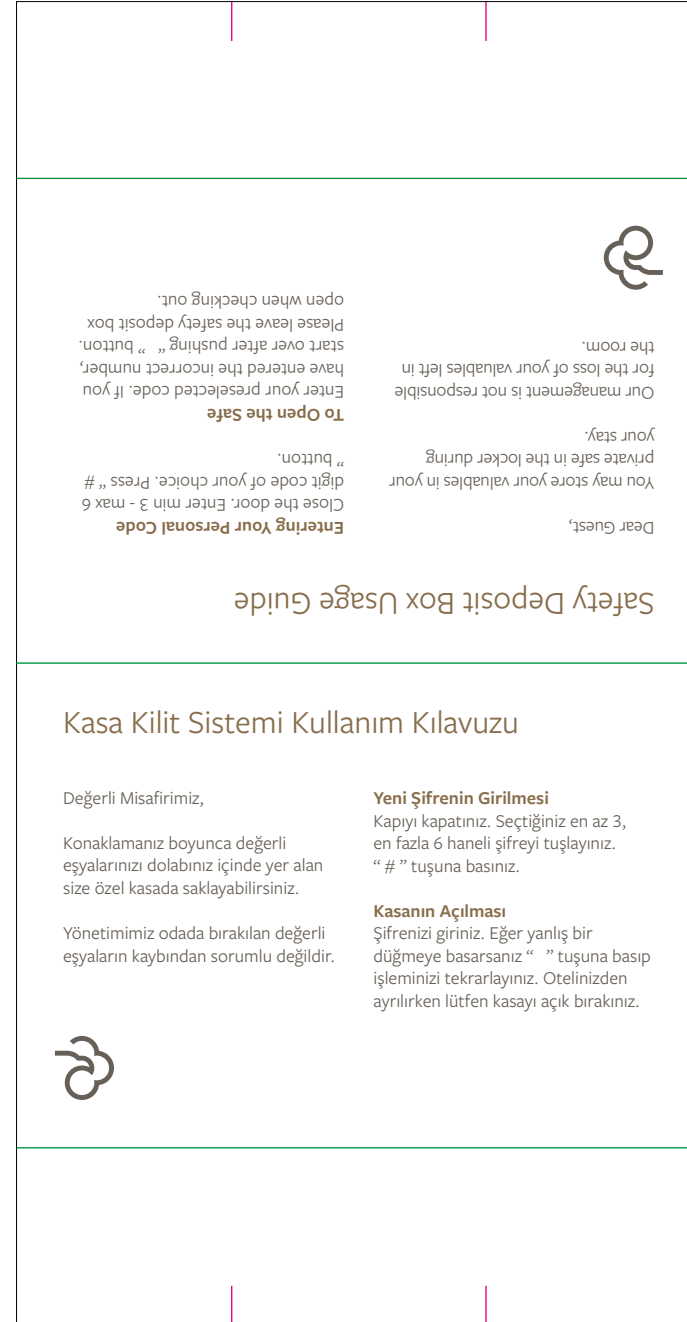 Safety Deposit Box Usage Guide
Dear Guest,
You may store your valuables in your
private safe in the locker during
your stay.
Our management is not responsible
for the loss of your valuables left in
the room.
Entering Your Personal Code
Close the door. Enter min 3 - max 6
digit code of your choice. Press “ #
” button.
To Open the Safe
Enter your preselected code. If you
have entered the incorrect number,
start over after pushing “   ” button.
Please leave the safety deposit box
open when checking out.
Kasa Kilit Sistemi Kullanım Kılavuzu
Değerli Misafirimiz,
Konaklamanız boyunca değerli
eşyalarınızı dolabınız içinde yer alan
size özel kasada saklayabilirsiniz.
Yönetimimiz odada bırakılan değerli
eşyaların kaybından sorumlu değildir.
Yeni Şifrenin Girilmesi
Kapıyı kapatınız. Seçtiğiniz en az 3,
en fazla 6 haneli şifreyi tuşlayınız.
“ # ” tuşuna basınız.
Kasanın Açılması
Şifrenizi giriniz. Eğer yanlış bir
düğmeye basarsanız “   ” tuşuna basıp
işleminizi tekrarlayınız. Otelinizden
ayrılırken lütfen kasayı açık bırakınız.